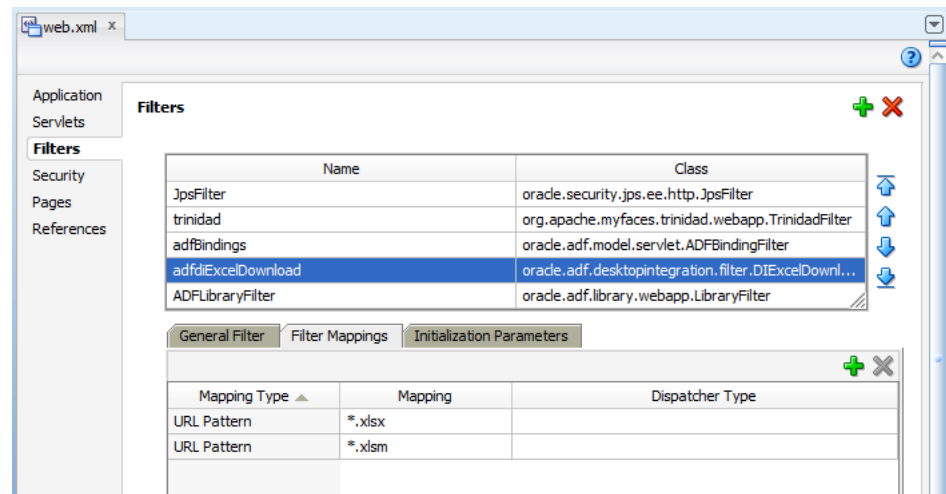 web.xml x
?
Application
Servlets
Filters
Security
Pages
References
Filters
Name Class
JpsFilter oracle.security.jps.ee.http.JpsFilter
trinidad org.apache.myfaces.trinidad.webapp.TrinidadFilter
adfBindings oracle.adf.model.servlet.ADFBindingFilter
adfdiExcelDownload oracle.adf.desktopintegration.filter.DIExcelDownl...
ADFLibraryFilter oracle.adf.library.webapp.LibraryFilter
General Filter Filter Mappings Initialization Parameters
Mapping Type Mapping Dispatcher Type
URL Pattern *.xlsx
URL Pattern *.xlsm